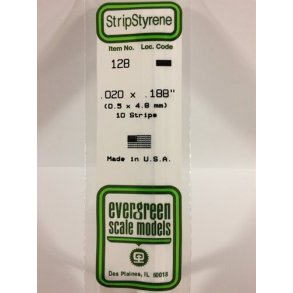 StripStyrene
Item No. Loc. Code
128
.020 x .188"
(0.5 x 4.8 mm)
10 Strips
Made in U.S.A.
evergreen
scale models
Des Plaines, IL 60018